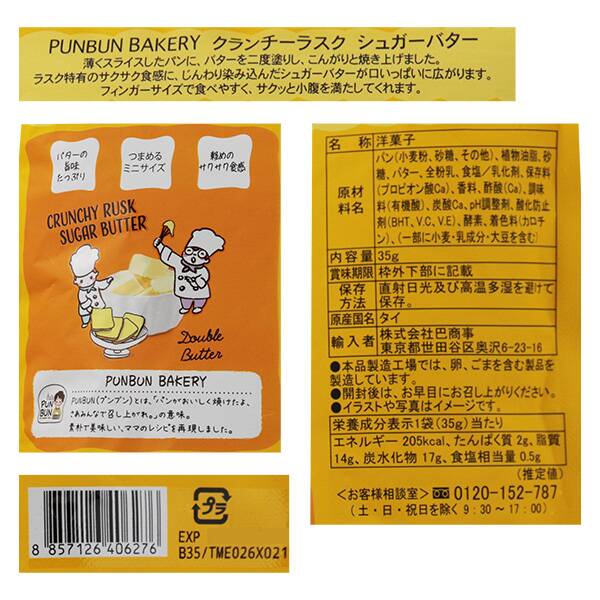 PUNBUN BAKERY クランチーラスク シュガーバター
薄くスライスしたパンに、バターを二度塗りし、こんがりと焼き上げました。
ラスク特有のサクサク食感に、じんわり染み込んだシュガーバターが口いっぱいに広がります。
フィンガーサイズで食べやすく、サクッと小腹を満たしてくれます。
バターの
旨味
たっぷり
つまめる
ミニサイズ
軽めの
サクサク食感
CRUNCHY RUSK
SUGAR BUTTER
Double
Butter
PUNBUN BAKERY
PUN
BUN
PUNBUN(プンブン)とは、「パンがおいしく焼けたよ、
さあみんなで召し上がれ。」の意味。
素朴で美味しい、ママのレシピを再現しました。
8 857126 406276
プラ
EXP
B35/TME026X021
名称 洋菓子
原材料名 パン(小麦粉、砂糖、その他)、植物油脂、砂
糖、バター、全粉乳、食塩/乳化剤、保存料
(プロピオン酸Ca)、香料、酢酸(Ca)、調味
料(有機酸)、炭酸Ca、pH調整剤、酸化防止
剤(BHT、V.C、V.E)、酵素、着色料(カロチ
ン)、(一部に小麦・乳成分・大豆を含む)
内容量 35g
賞味期限 枠外下部に記載
保存方法 直射日光及び高温多湿を避けて
保存。
原産国名 タイ
輸入者 株式会社巴商事
東京都世田谷区奥沢6-23-16
●本品製造工場では、卵、ごまを含む製品を
製造しています。
●開封後は、お早目にお召し上がりください。
●イラストや写真はイメージです。
栄養成分表示1袋(35g)当たり
エネルギー 205kcal、たんぱく質 2g、脂質
14g、炭水化物 17g、食塩相当量 0.5g
(推定値)
<お客様相談室> 0120-152-787
(土・日・祝日を除く9:30~17:00)